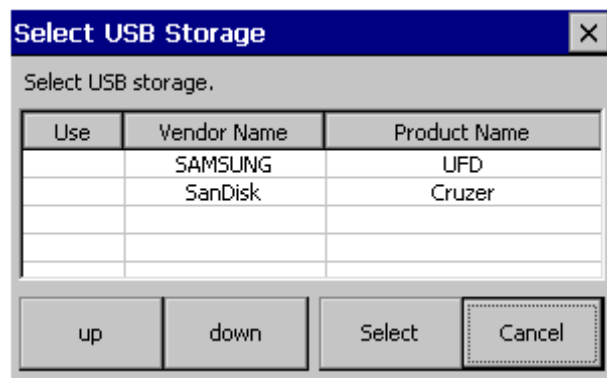 Select USB Storage
Select USB storage.
Use Vendor Name Product Name
SAMSUNG UFD
SanDisk Cruzer
up down Select Cancel